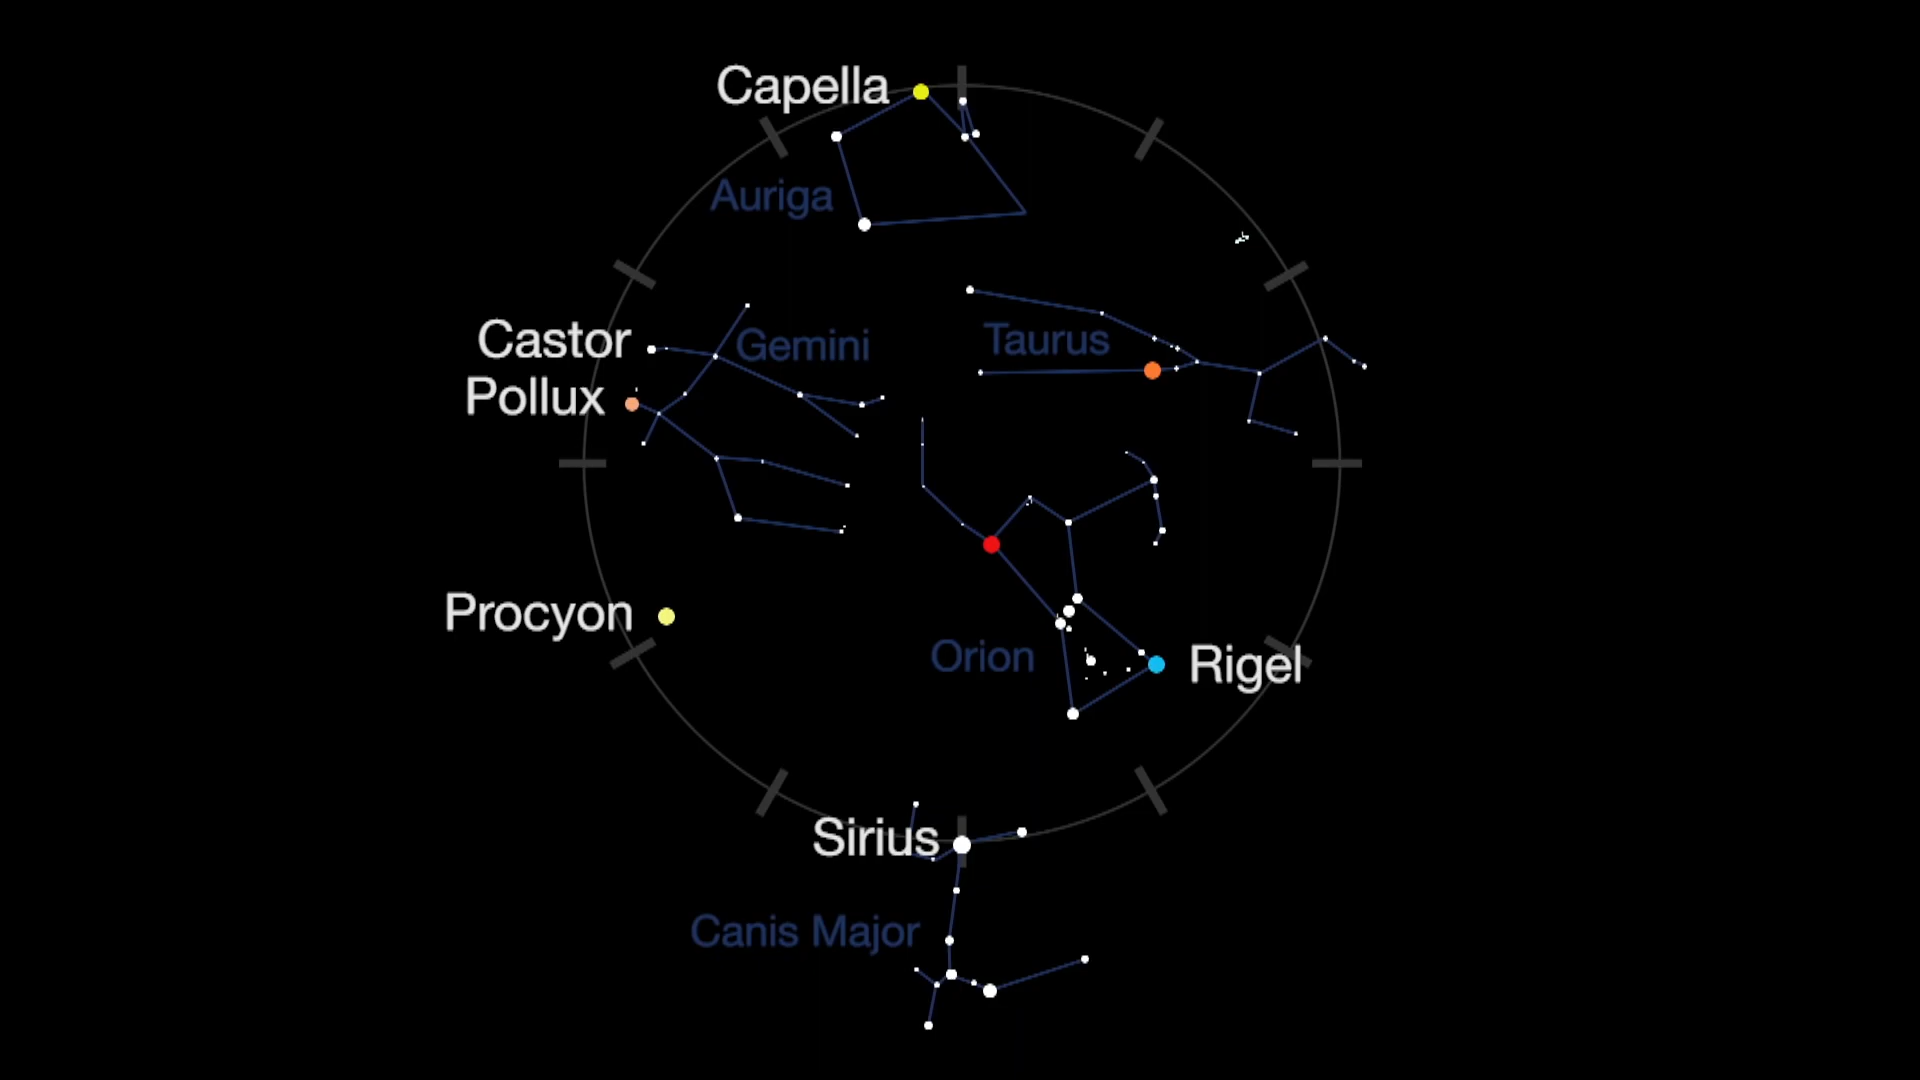 Capella
Auriga
Castor
Gemini
Taurus
Pollux
Procyon
Orion
Rigel
Sirius
Canis Major